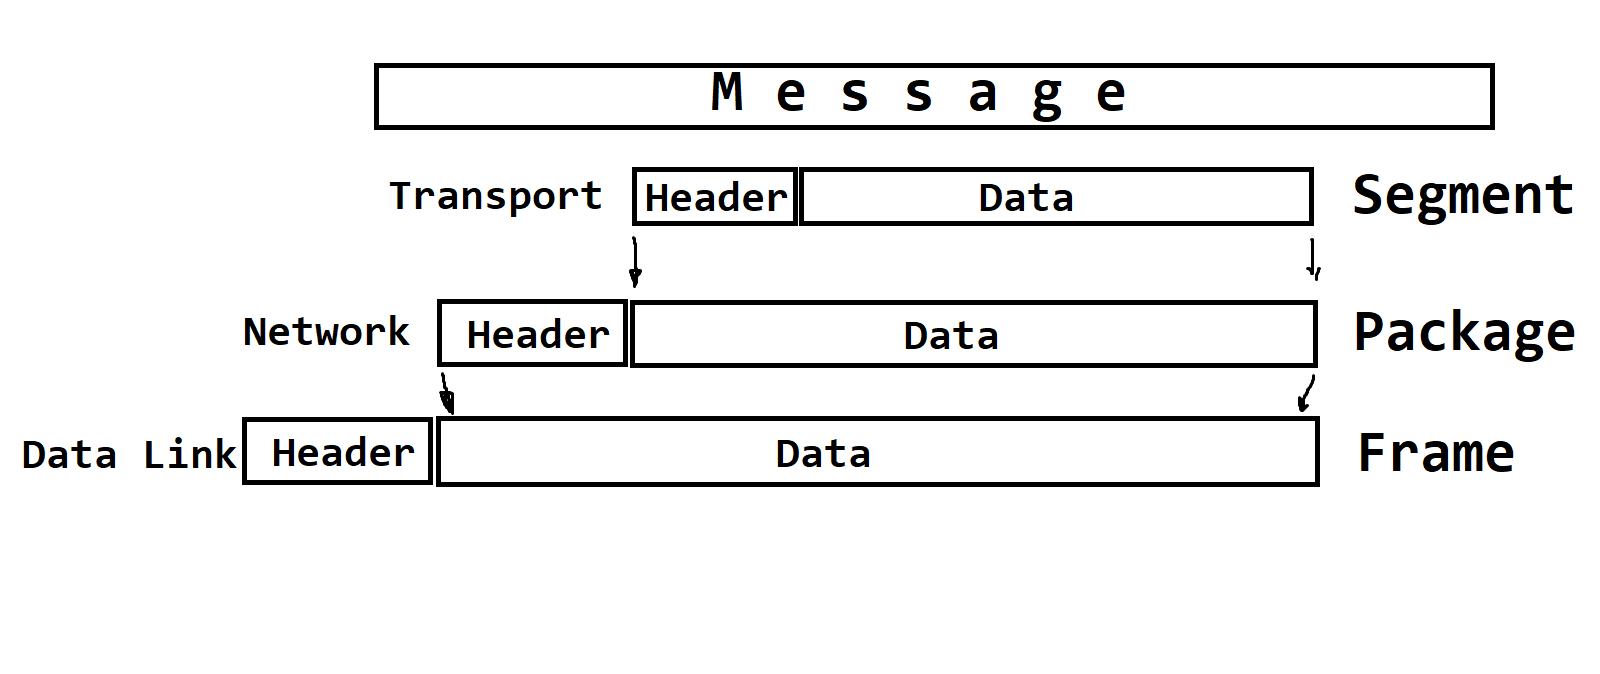 M e s s a g e
Transport Header Data Segment
Network Header Data Package
Data Link Header Data Frame